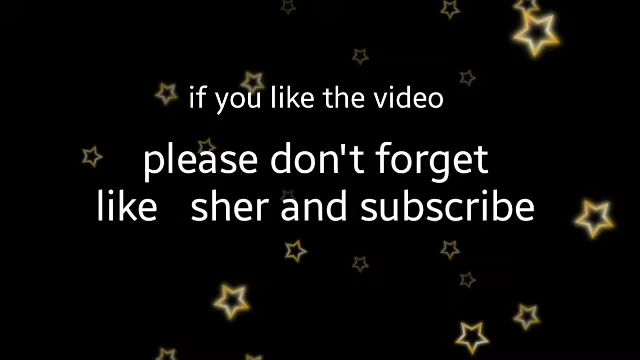 if you like the video
please don't forget
like sher and subscribe